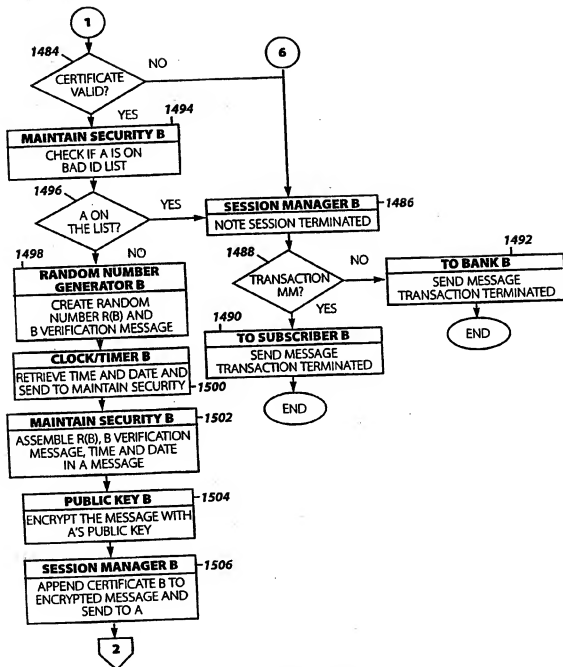 1
6
1484
CERTIFICATE
VALID?
NO
YES
1494
MAINTAIN SECURITY B
CHECK IF A IS ON
BAD ID LIST
1496
A ON
THE LIST?
YES
NO
SESSION MANAGER B
1486
NOTE SESSION TERMINATED
1488
TRANSACTION
MM?
NO
YES
1492
TO BANK B
SEND MESSAGE
TRANSACTION TERMINATED
END
1490
TO SUBSCRIBER B
SEND MESSAGE
TRANSACTION TERMINATED
END
1498
RANDOM NUMBER
GENERATOR B
CREATE RANDOM
NUMBER R(B) AND
B VERIFICATION MESSAGE
CLOCK/TIMER B
RETRIEVE TIME AND DATE AND
SEND TO MAINTAIN SECURITY
1500
MAINTAIN SECURITY B
1502
ASSEMBLE R(B), B VERIFICATION
MESSAGE, TIME AND DATE
IN A MESSAGE
PUBLIC KEY B
1504
ENCRYPT THE MESSAGE WITH
A'S PUBLIC KEY
SESSION MANAGER B
1506
APPEND CERTIFICATE B TO
ENCRYPTED MESSAGE AND
SEND TO A
2